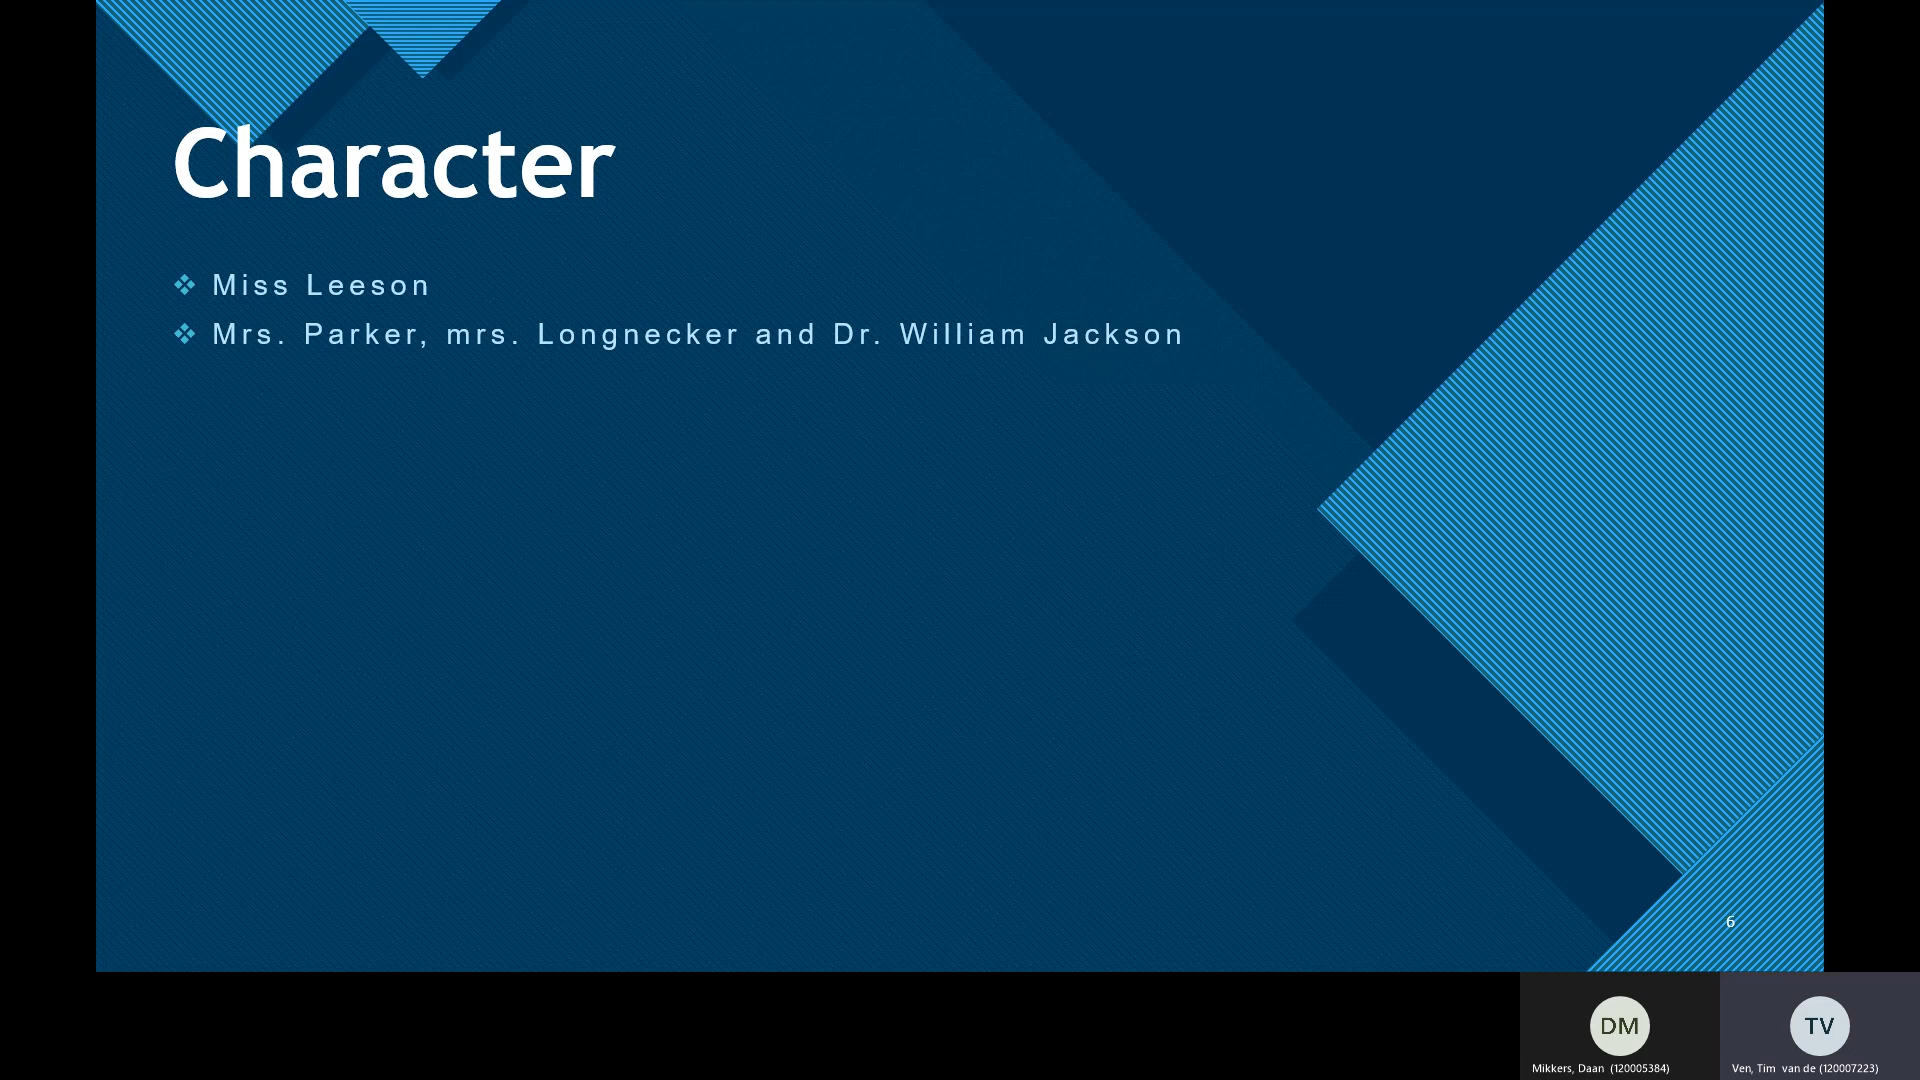 Character
Miss Leeson
Mrs. Parker, mrs. Longnecker and Dr. William Jackson
6
DM
TV
Mikkers, Daan (120005384)
Ven, Tim van de (120007223)